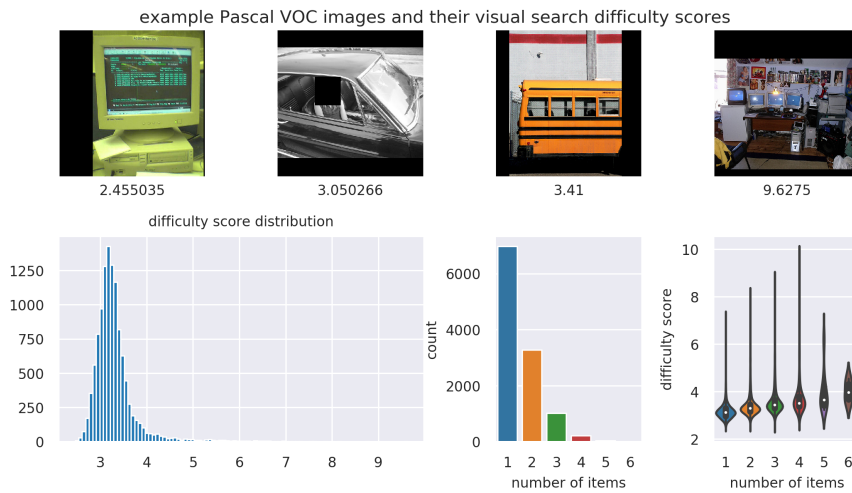 example Pascal VOC images and their visual search difficulty scores
2.455035
3.050266
3.41
9.6275
difficulty score distribution
1250
1000
750
500
250
0
3 4 5 6 7 8 9
count
6000
4000
2000
0
1 2 3 4 5 6
number of items
difficulty score
10
8
6
4
2
1 2 3 4 5 6
number of items